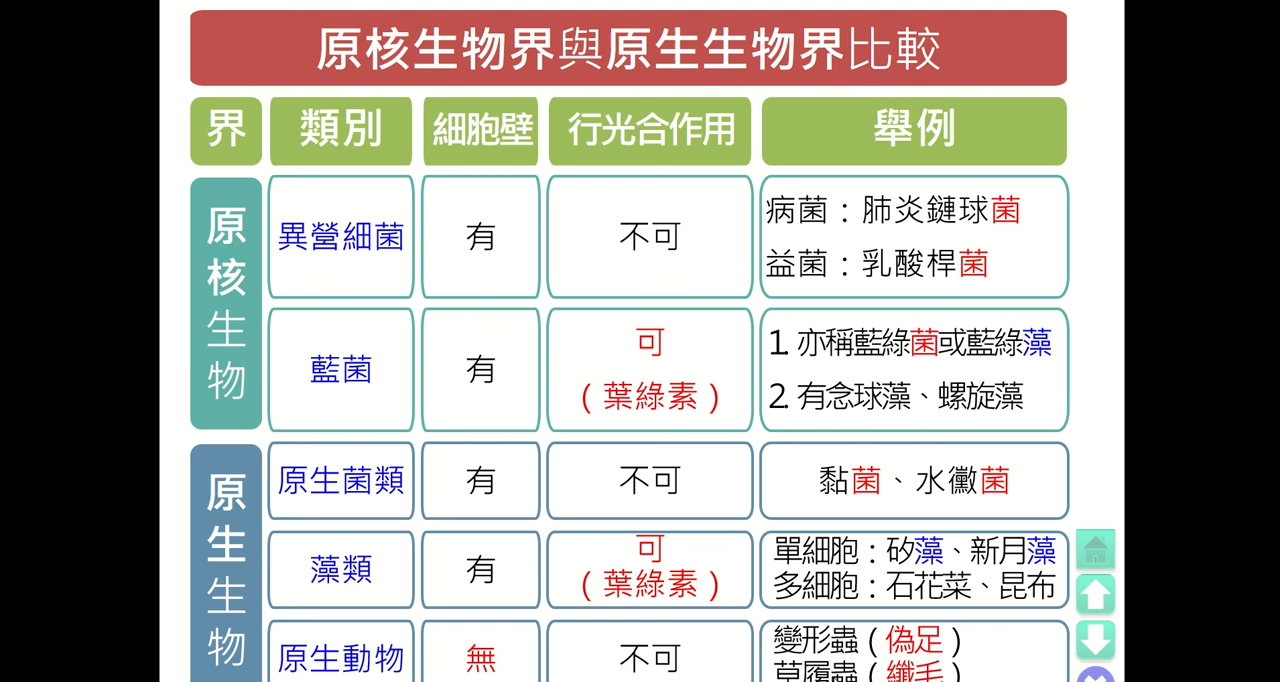 原核生物界與原生生物界比較
界 類別 細胞壁 行光合作用 舉例
原核生物
異營細菌 有 不可
病菌：肺炎鏈球菌
益菌：乳酸桿菌
藍菌 有
可
（葉綠素）
1. 亦稱藍綠菌或藍綠藻
2. 有念球藻、螺旋藻
原生生物
原生菌類 有 不可 黏菌、水黴菌
藻類 有
可
（葉綠素）
單細胞：矽藻、新月藻
多細胞：石花菜、昆布
原生動物 無 不可
變形蟲（偽足）
草履蟲（纖毛）